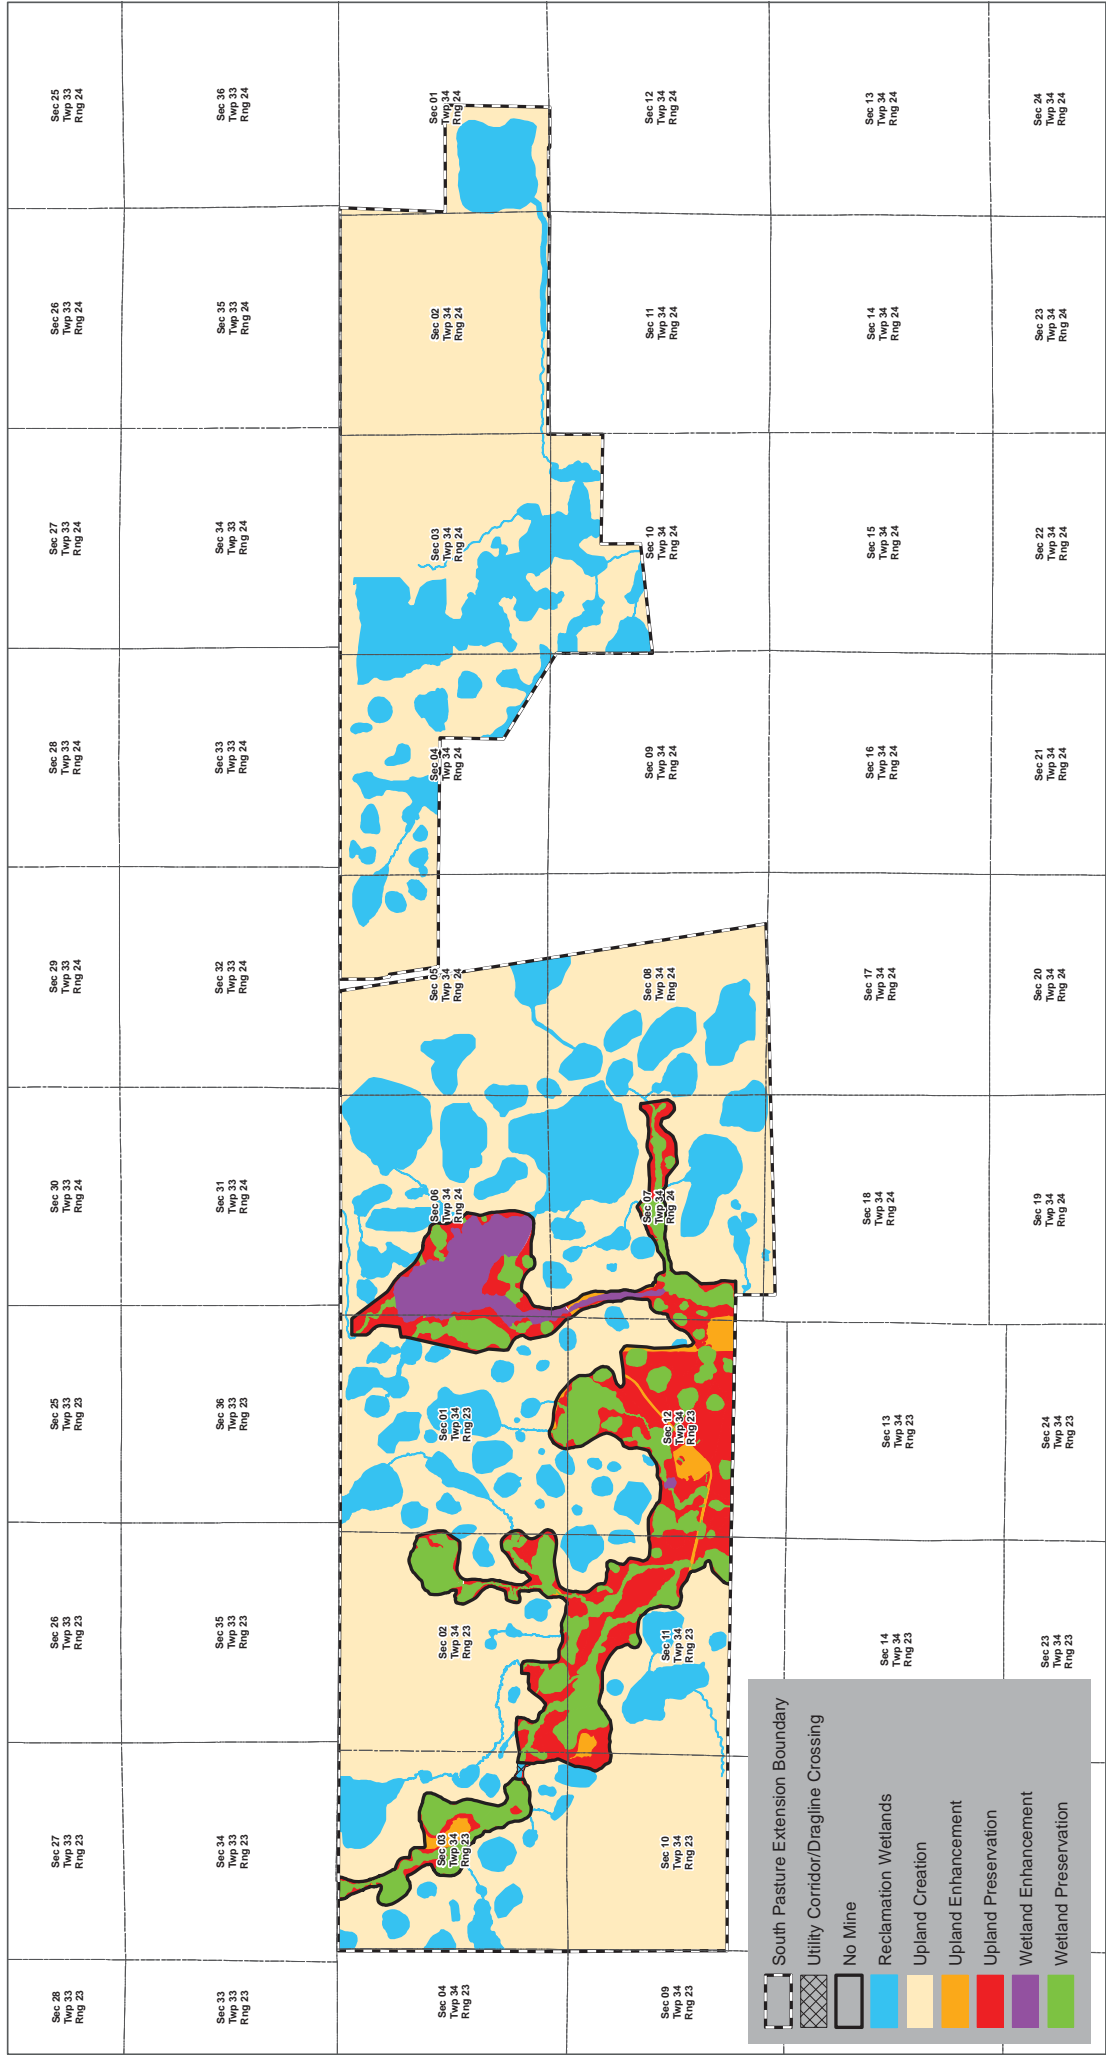 Sec 28
Twp 33
Rng 23
Sec 27
Twp 33
Rng 23
Sec 26
Twp 33
Rng 23
Sec 25
Twp 33
Rng 23
Sec 30
Twp 33
Rng 24
Sec 29
Twp 33
Rng 24
Sec 28
Twp 33
Rng 24
Sec 27
Twp 33
Rng 24
Sec 26
Twp 33
Rng 24
Sec 25
Twp 33
Rng 24
Sec 33
Twp 33
Rng 23
Sec 34
Twp 33
Rng 23
Sec 35
Twp 33
Rng 23
Sec 36
Twp 33
Rng 23
Sec 31
Twp 33
Rng 24
Sec 32
Twp 33
Rng 24
Sec 33
Twp 33
Rng 24
Sec 34
Twp 33
Rng 24
Sec 35
Twp 33
Rng 24
Sec 36
Twp 33
Rng 24
Sec 04
Twp 34
Rng 23
Sec 03
Twp 34
Rng 23
Sec 02
Twp 34
Rng 23
Sec 01
Twp 34
Rng 23
Sec 06
Twp 34
Rng 24
Sec 05
Twp 34
Rng 24
Sec 04
Twp 34
Rng 24
Sec 03
Twp 34
Rng 24
Sec 02
Twp 34
Rng 24
Sec 01
Twp 34
Rng 24
Sec 09
Twp 34
Rng 23
Sec 10
Twp 34
Rng 23
Sec 11
Twp 34
Rng 23
Sec 12
Twp 34
Rng 23
Sec 07
Twp 34
Rng 24
Sec 08
Twp 34
Rng 24
Sec 09
Twp 34
Rng 24
Sec 10
Twp 34
Rng 24
Sec 11
Twp 34
Rng 24
Sec 12
Twp 34
Rng 24
Sec 14
Twp 34
Rng 23
Sec 13
Twp 34
Rng 23
Sec 18
Twp 34
Rng 24
Sec 17
Twp 34
Rng 24
Sec 16
Twp 34
Rng 24
Sec 15
Twp 34
Rng 24
Sec 14
Twp 34
Rng 24
Sec 13
Twp 34
Rng 24
Sec 23
Twp 34
Rng 23
Sec 24
Twp 34
Rng 23
Sec 19
Twp 34
Rng 24
Sec 20
Twp 34
Rng 24
Sec 21
Twp 34
Rng 24
Sec 22
Twp 34
Rng 24
Sec 23
Twp 34
Rng 24
Sec 24
Twp 34
Rng 24
South Pasture Extension Boundary
Utility Corridor/Dragline Crossing
No Mine
Reclamation Wetlands
Upland Creation
Upland Enhancement
Upland Preservation
Wetland Enhancement
Wetland Preservation